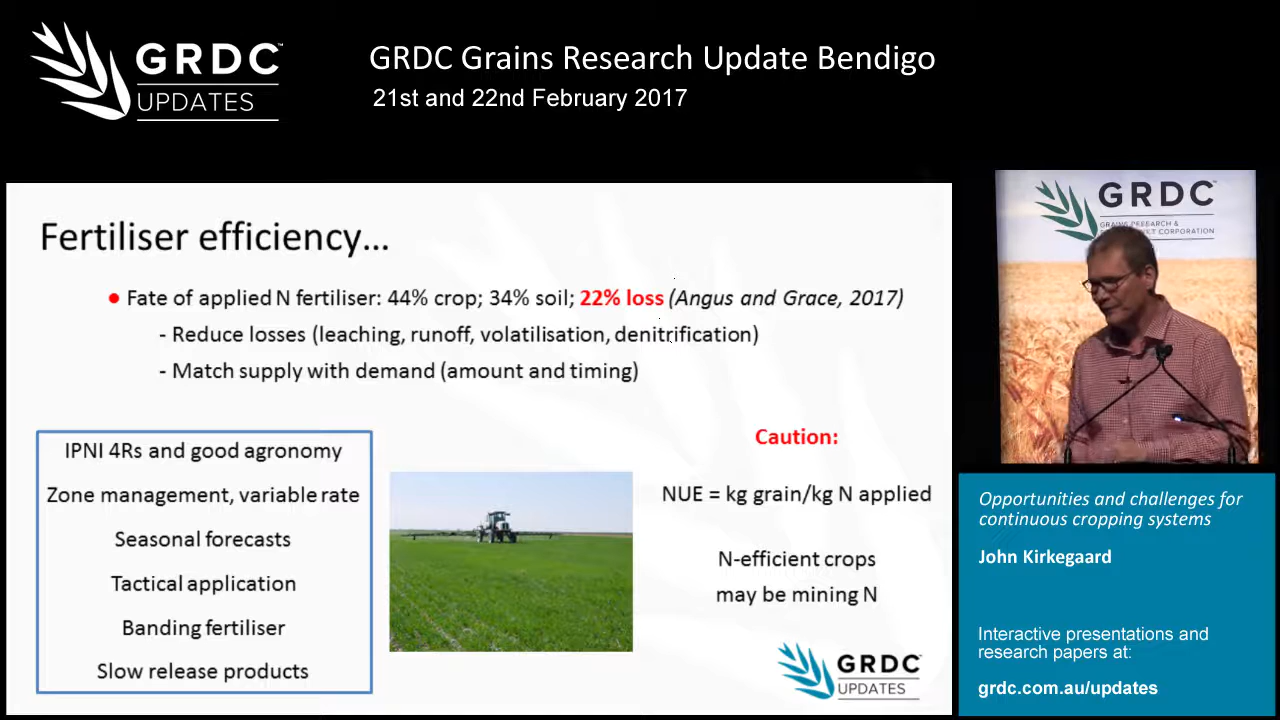 GRDC™
UPDATES
GRDC Grains Research Update Bendigo
21st and 22nd February 2017
Fertiliser efficiency...
• Fate of applied N fertiliser: 44% crop; 34% soil; 22% loss (Angus and Grace, 2017)
- Reduce losses (leaching, runoff, volatilisation, denitrification)
- Match supply with demand (amount and timing)
IPNI 4Rs and good agronomy
Zone management, variable rate
Seasonal forecasts
Tactical application
Banding fertiliser
Slow release products
Caution:
NUE = kg grain/kg N applied
N-efficient crops
may be mining N
GRDC
UPDATES
GRDC
GRAINS RESEARCH &
CORPORATION
Opportunities and challenges for
continuous cropping systems
John Kirkegaard
Interactive presentations and
research papers at:
grdc.com.au/updates